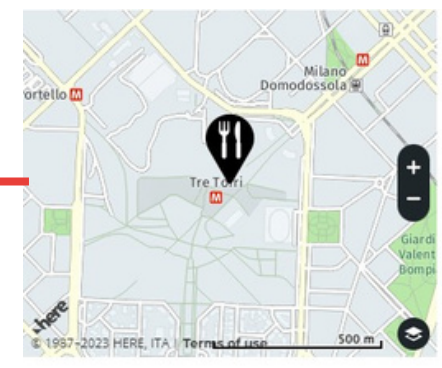 ortello M
M
Milano
Domodossola
Tre Torri
M
+
−
Giardi
Valent
Bompi
here
© 1987–2023 HERE, ITA | Terms of use
500 m